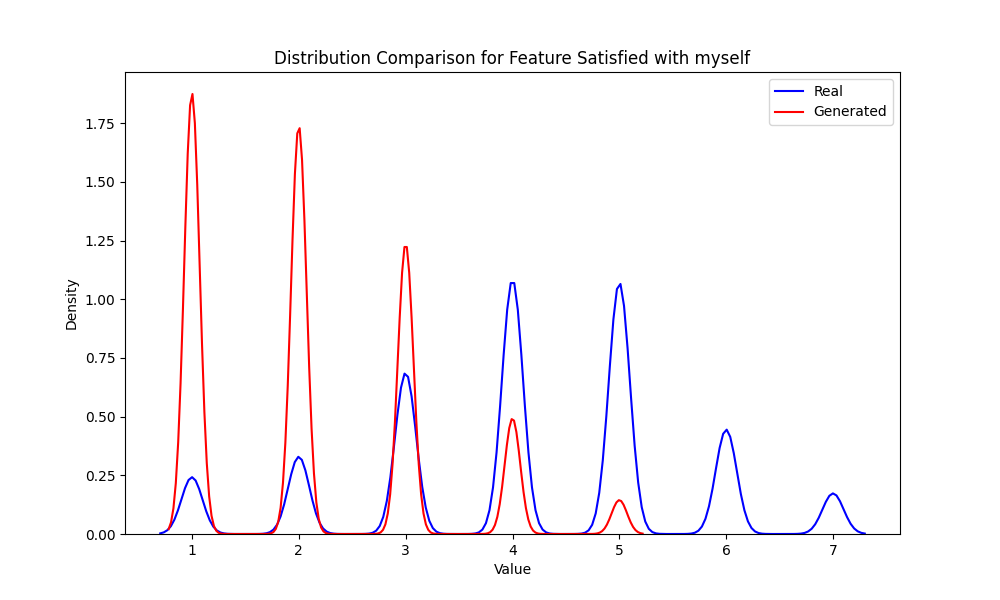 Distribution Comparison for Feature Satisfied with myself
Real
Generated
Density
1.75
1.50
1.25
1.00
0.75
0.50
0.25
0.00
1 2 3 4 5 6 7
Value